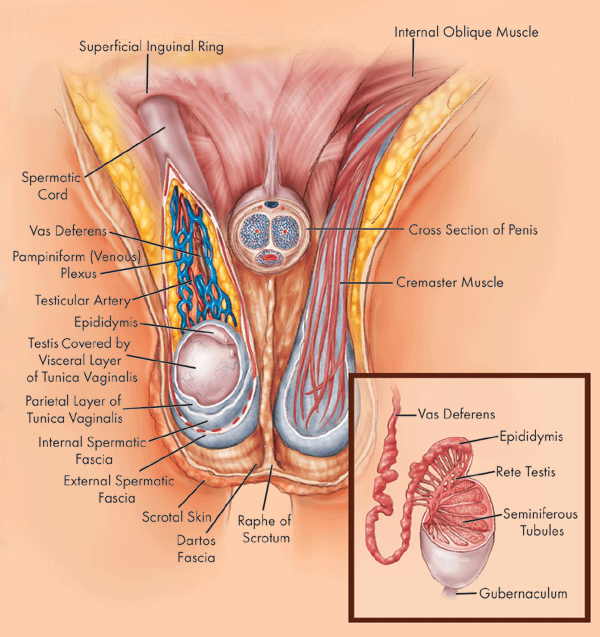 Superficial Inguinal Ring
Internal Oblique Muscle
Spermatic
Cord
Vas Deferens
Pampiniform (Venous)
Plexus
Testicular Artery
Epididymis
Testis Covered by
Visceral Layer
of Tunica Vaginalis
Parietal Layer of
Tunica Vaginalis
Internal Spermatic
Fascia
External Spermatic
Fascia
Scrotal Skin
Dartos
Fascia
Raphe of
Scrotum
Cross Section of Penis
Cremaster Muscle
Vas Deferens
Epididymis
Rete Testis
Seminiferous
Tubules
Gubernaculum